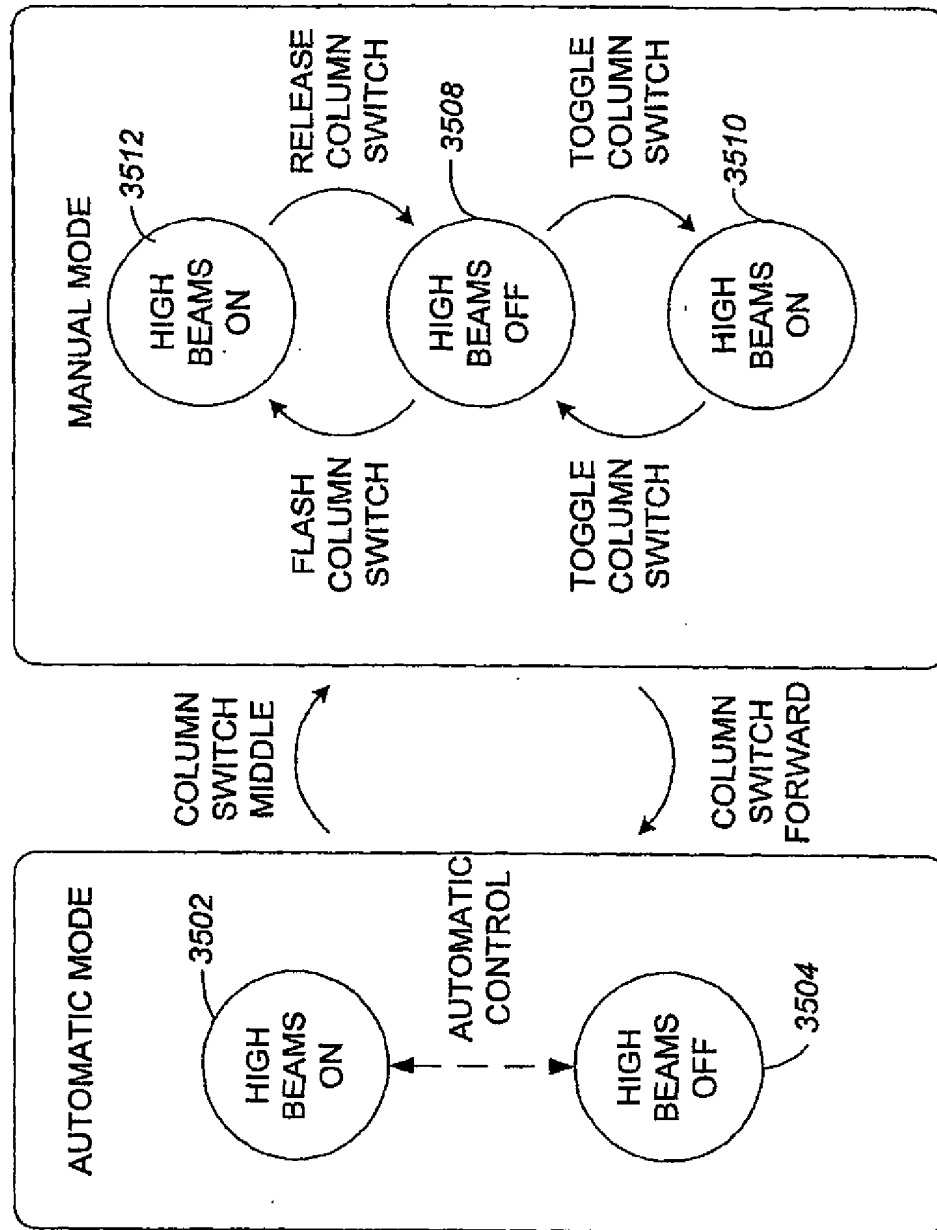 AUTOMATIC MODE
3502
HIGH
BEAMS
ON
AUTOMATIC
CONTROL
HIGH
BEAMS
OFF
3504
COLUMN
SWITCH
MIDDLE
COLUMN
SWITCH
FORWARD
MANUAL MODE
3512
HIGH
BEAMS
ON
FLASH
COLUMN
SWITCH
RELEASE
COLUMN
SWITCH
3508
HIGH
BEAMS
OFF
TOGGLE
COLUMN
SWITCH
TOGGLE
COLUMN
SWITCH
3510
HIGH
BEAMS
ON